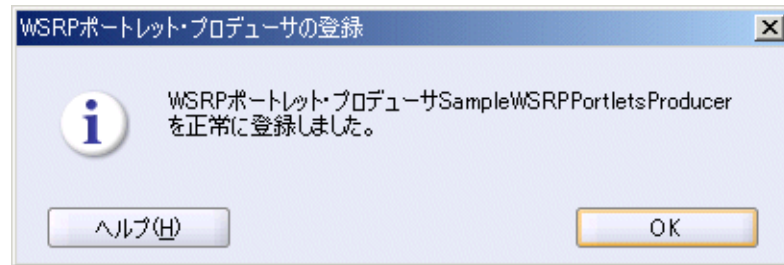 WSRPポートレット・プロデューサの登録
WSRPポートレット・プロデューサSampleWSRPPortletsProducer
を正常に登録しました。
ヘルプ(H)
OK